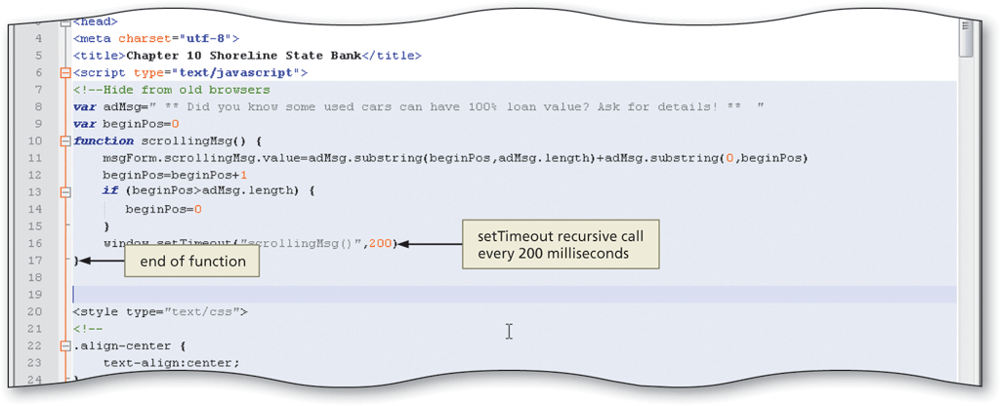 3 <head>
4 <meta charset="utf-8">
5 <title>Chapter 10 Shoreline State Bank</title>
6 <script type="text/javascript">
7 <!--Hide from old browsers
8 var adMsg=" ** Did you know some used cars can have 100% loan value? Ask for details! **  "
9 var beginPos=0
10 function scrollingMsg() {
11 msgForm.scrollingMsg.value=adMsg.substring(beginPos,adMsg.length)+adMsg.substring(0,beginPos)
12 beginPos=beginPos+1
13 if (beginPos>adMsg.length) {
14 beginPos=0
15 }
16 window.setTimeout("scrollingMsg()",200)
setTimeout recursive call
every 200 milliseconds
17 }
end of function
18
19
20 <style type="text/css">
21 <!--
22 .align-center {
23 text-align:center;
24 }